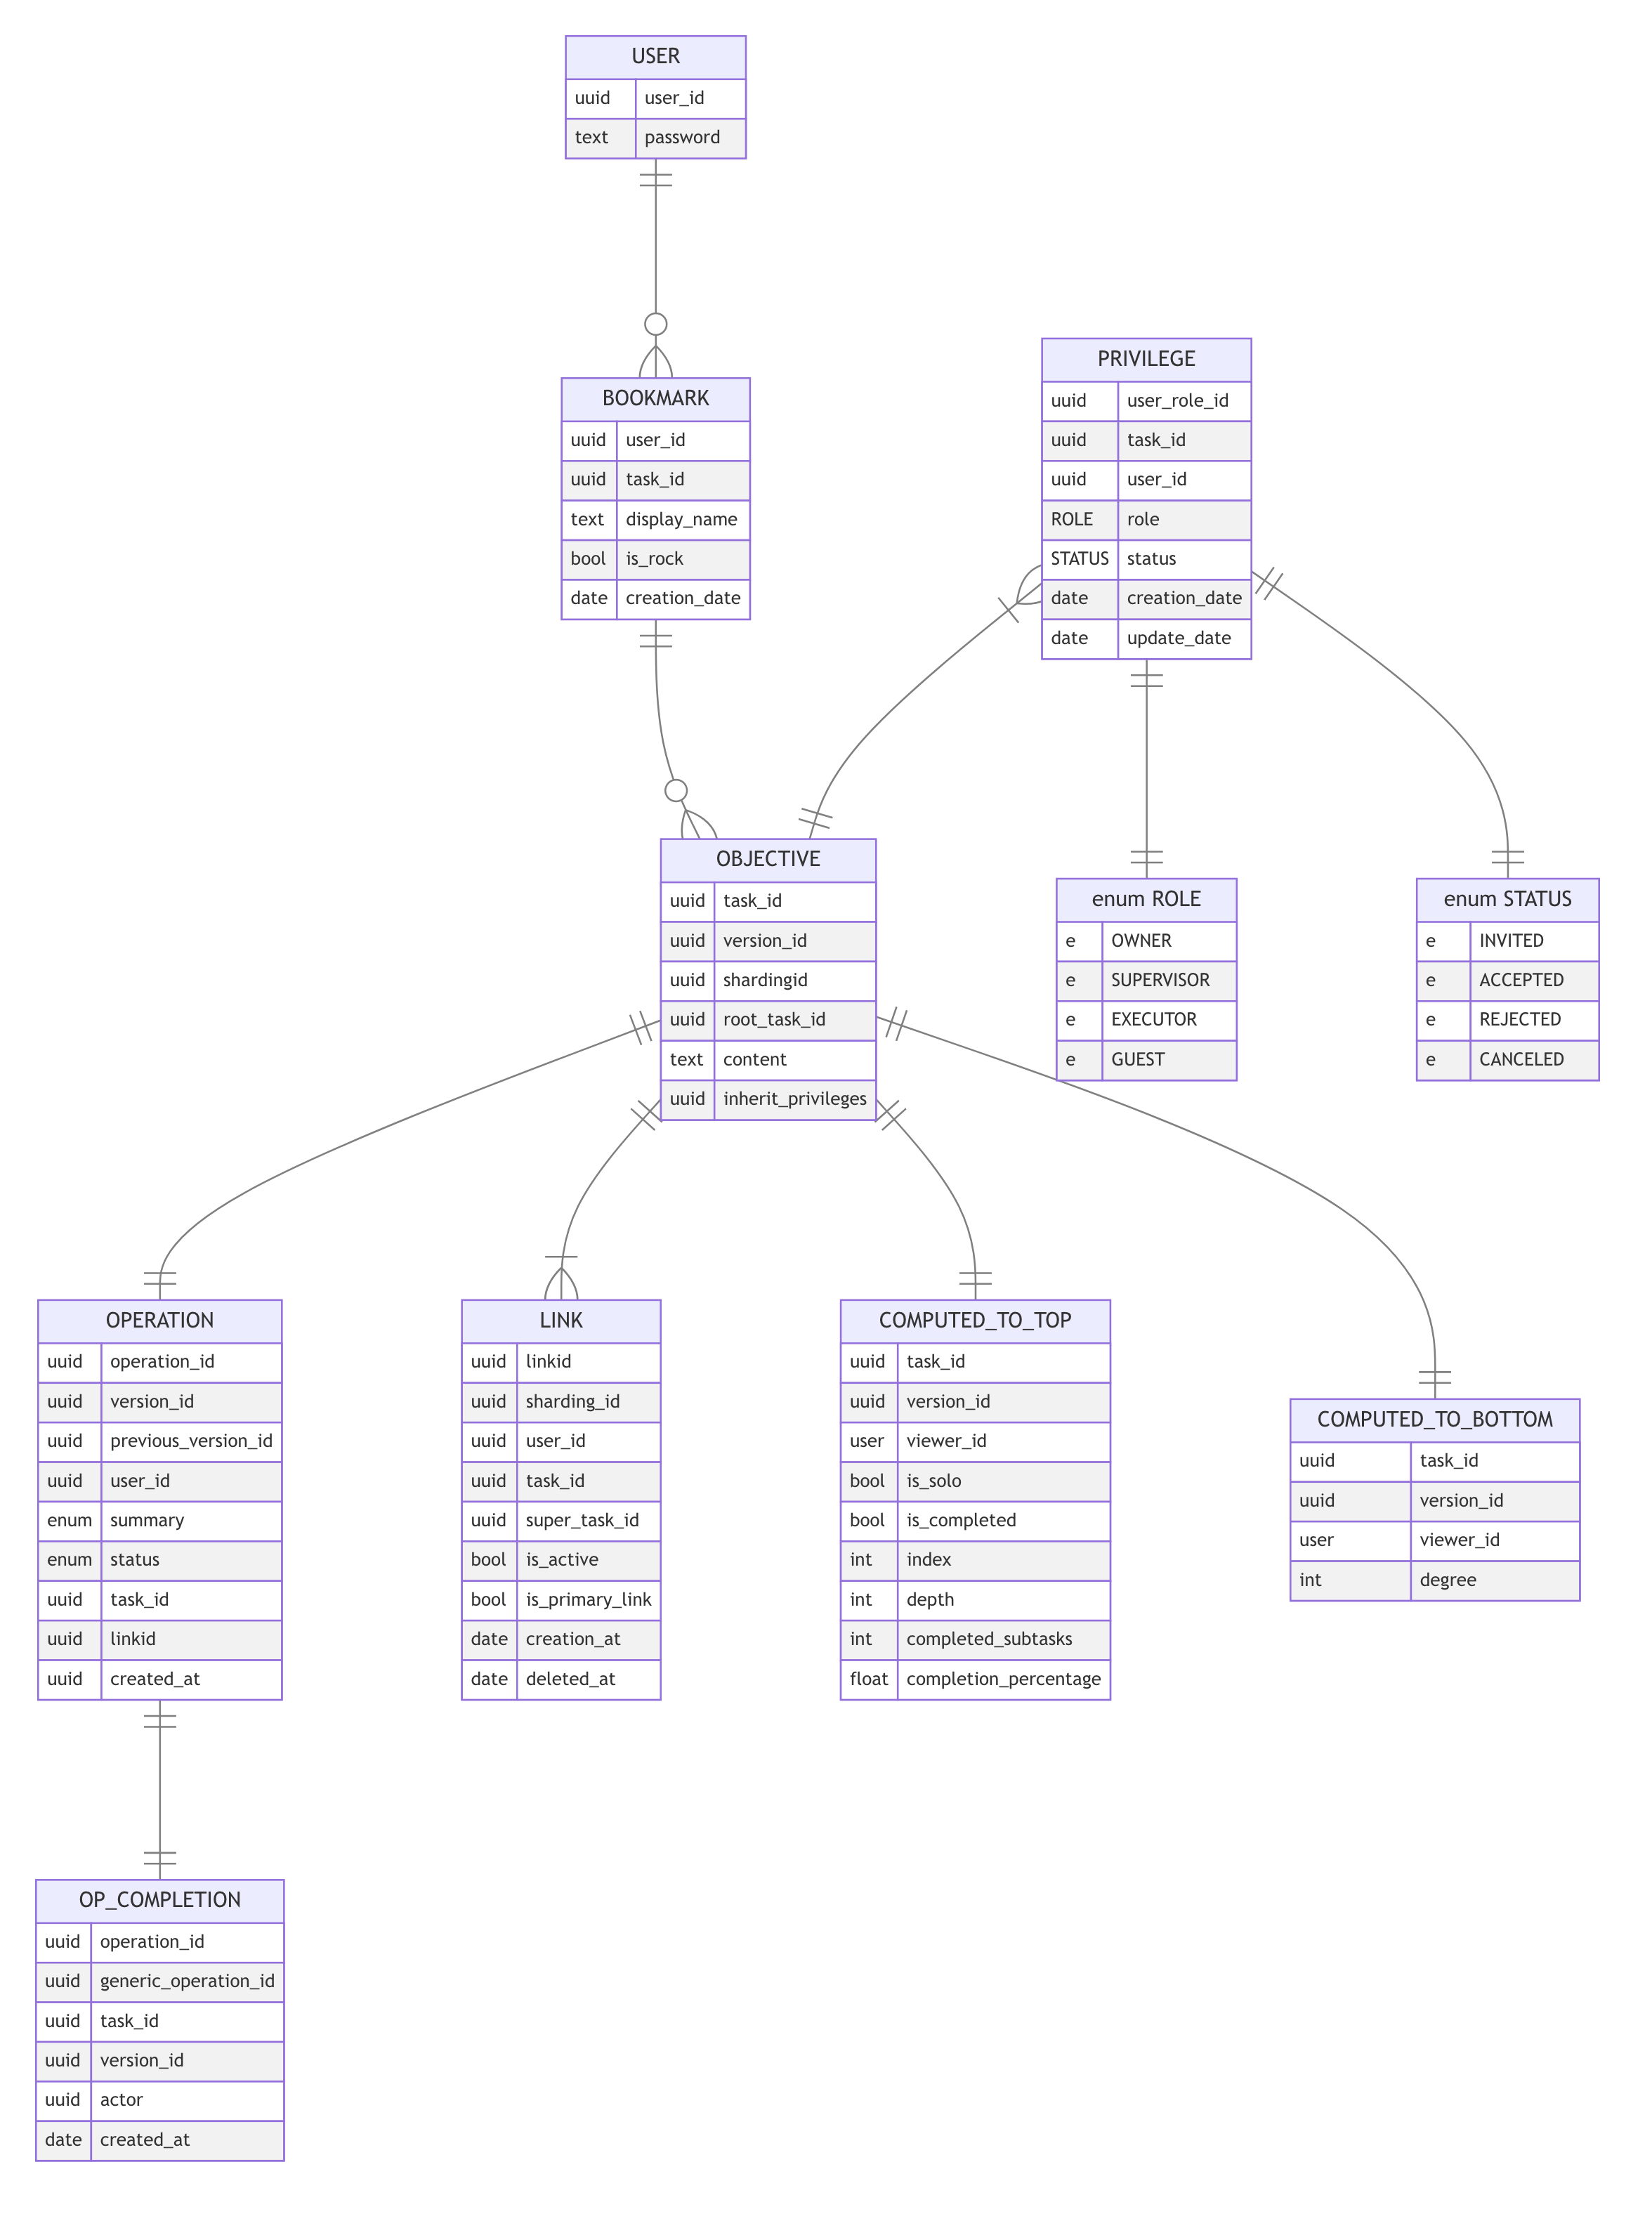 USER
uuid user_id
text password
BOOKMARK
uuid user_id
uuid task_id
text display_name
bool is_rock
date creation_date
PRIVILEGE
uuid user_role_id
uuid task_id
uuid user_id
ROLE role
STATUS status
date creation_date
date update_date
OBJECTIVE
uuid task_id
uuid version_id
uuid shardingid
uuid root_task_id
text content
uuid inherit_privileges
enum ROLE
e OWNER
e SUPERVISOR
e EXECUTOR
e GUEST
enum STATUS
e INVITED
e ACCEPTED
e REJECTED
e CANCELED
OPERATION
uuid operation_id
uuid version_id
uuid previous_version_id
uuid user_id
enum summary
enum status
uuid task_id
uuid linkid
uuid created_at
LINK
uuid linkid
uuid sharding_id
uuid user_id
uuid task_id
uuid super_task_id
bool is_active
bool is_primary_link
date creation_at
date deleted_at
COMPUTED_TO_TOP
uuid task_id
uuid version_id
user viewer_id
bool is_solo
bool is_completed
int index
int depth
int completed_subtasks
float completion_percentage
COMPUTED_TO_BOTTOM
uuid task_id
uuid version_id
user viewer_id
int degree
OP_COMPLETION
uuid operation_id
uuid generic_operation_id
uuid task_id
uuid version_id
uuid actor
date created_at